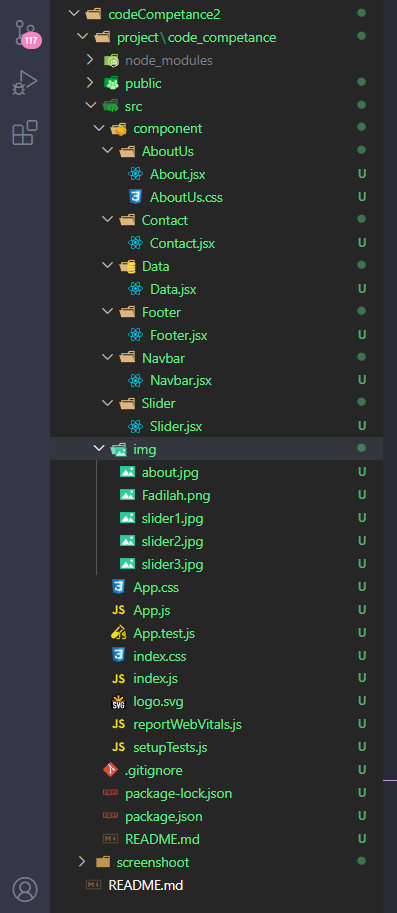 codeCompetance2
117
project\code_competance
node_modules
public
src
component
AboutUs
About.jsx U
AboutUs.css U
Contact
Contact.jsx U
Data
Data.jsx U
Footer
Footer.jsx U
Navbar
Navbar.jsx U
Slider
Slider.jsx U
img
about.jpg U
Fadilah.png U
slider1.jpg U
slider2.jpg U
slider3.jpg U
App.css U
JS App.js U
App.test.js U
index.css U
JS index.js U
SVG logo.svg U
JS reportWebVitals.js U
JS setupTests.js U
.gitignore U
package-lock.json U
package.json U
README.md U
screenshoot
README.md